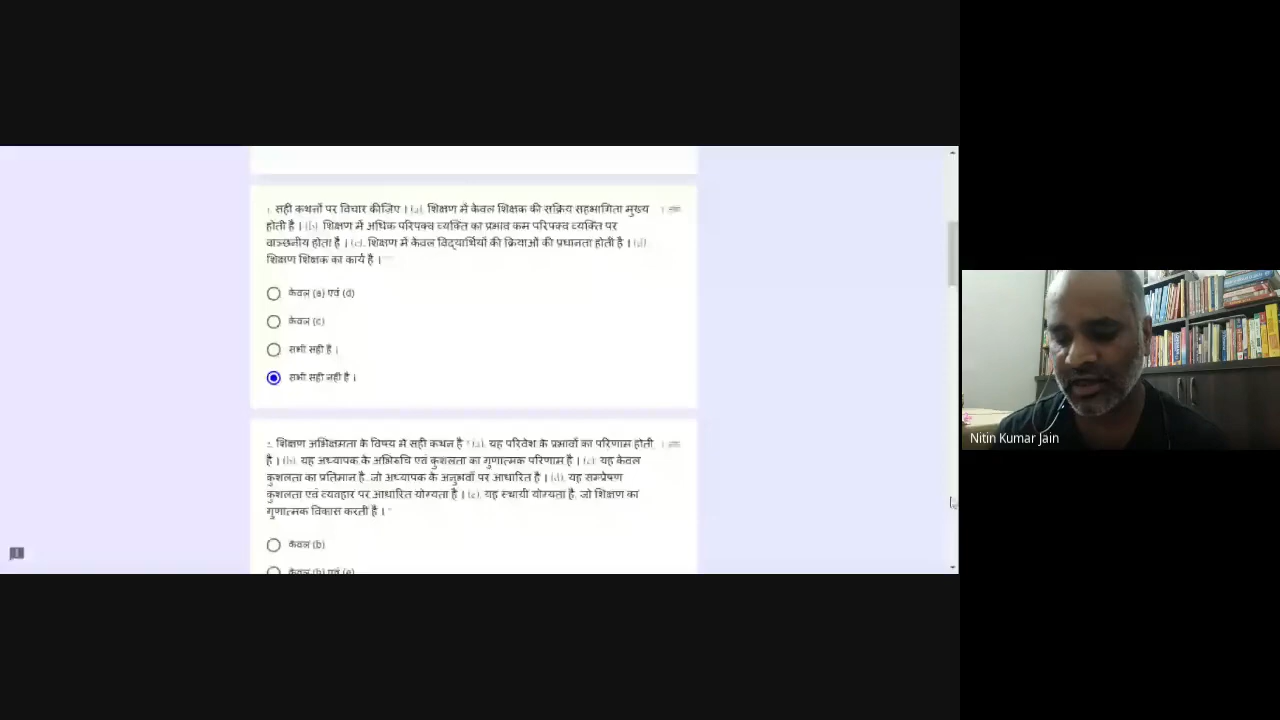 1. सही कथनों पर विचार कीजिए । (a). शिक्षण में केवल शिक्षक की सक्रिय सहभागिता मुख्य
होती है । (b). शिक्षण में अधिक परिपक्व व्यक्ति का प्रभाव कम परिपक्व व्यक्ति पर
वाञ्छनीय होता है । (c). शिक्षण में केवल विद्यार्थियों की क्रियाओं की प्रधानता होती है । (d).
शिक्षण शिक्षक का कार्य है ।
केवल (a) एवं (d)
केवल (c)
सभी सही है ।
सभी सही नहीं है ।
2. शिक्षण अभिक्षमता के विषय में सही कथन है * (a). यह परिवेश के प्रभावों का परिणाम होती
है । (b). यह अध्यापक के अभिरुचि एवं कुशलता का गुणात्मक परिणाम है । (c). यह केवल
कुशलता का प्रतिमान है, जो अध्यापक के अनुभवों पर आधारित है । (d). यह सम्प्रेषण
कुशलता एवं व्यवहार पर आधारित योग्यता है । (e). यह स्थायी योग्यता है, जो शिक्षण का
गुणात्मक विकास करती है ।
केवल (b)
केवल (b) एवं (e)
Nitin Kumar Jain